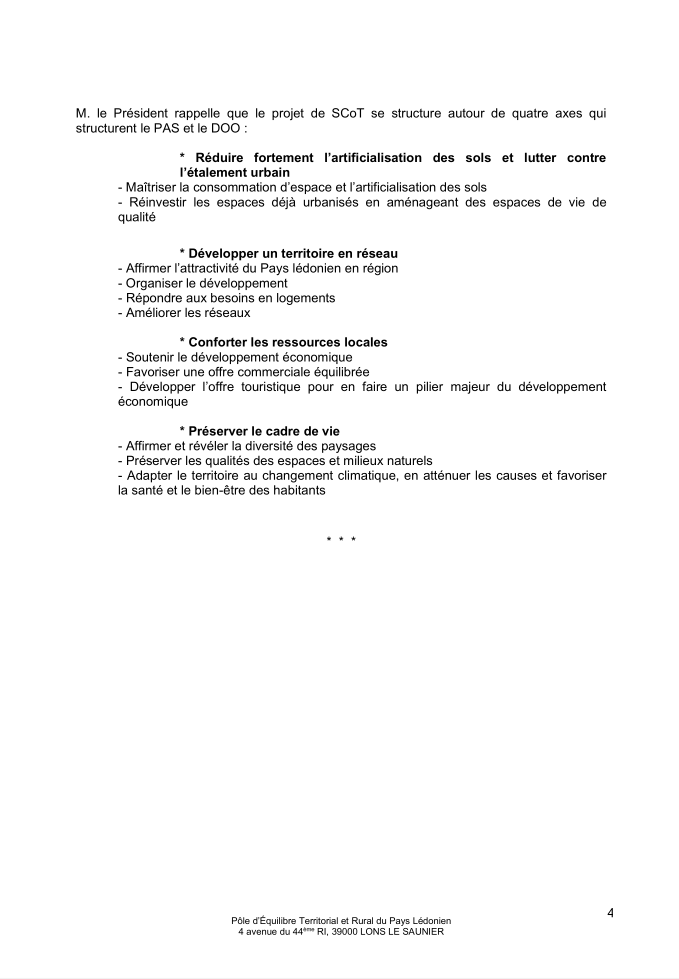 M. le Président rappelle que le projet de SCoT se structure autour de quatre axes qui
structurent le PAS et le DOO :
* Réduire fortement l’artificialisation des sols et lutter contre
l’étalement urbain
- Maîtriser la consommation d’espace et l’artificialisation des sols
- Réinvestir les espaces déjà urbanisés en aménageant des espaces de vie de
qualité
* Développer un territoire en réseau
- Affirmer l’attractivité du Pays lédonien en région
- Organiser le développement
- Répondre aux besoins en logements
- Améliorer les réseaux
* Conforter les ressources locales
- Soutenir le développement économique
- Favoriser une offre commerciale équilibrée
- Développer l’offre touristique pour en faire un pilier majeur du développement
économique
* Préserver le cadre de vie
- Affirmer et révéler la diversité des paysages
- Préserver les qualités des espaces et milieux naturels
- Adapter le territoire au changement climatique, en atténuer les causes et favoriser
la santé et le bien-être des habitants
* * *
4
Pôle d’Équilibre Territorial et Rural du Pays Lédonien
4 avenue du 44ème RI, 39000 LONS LE SAUNIER